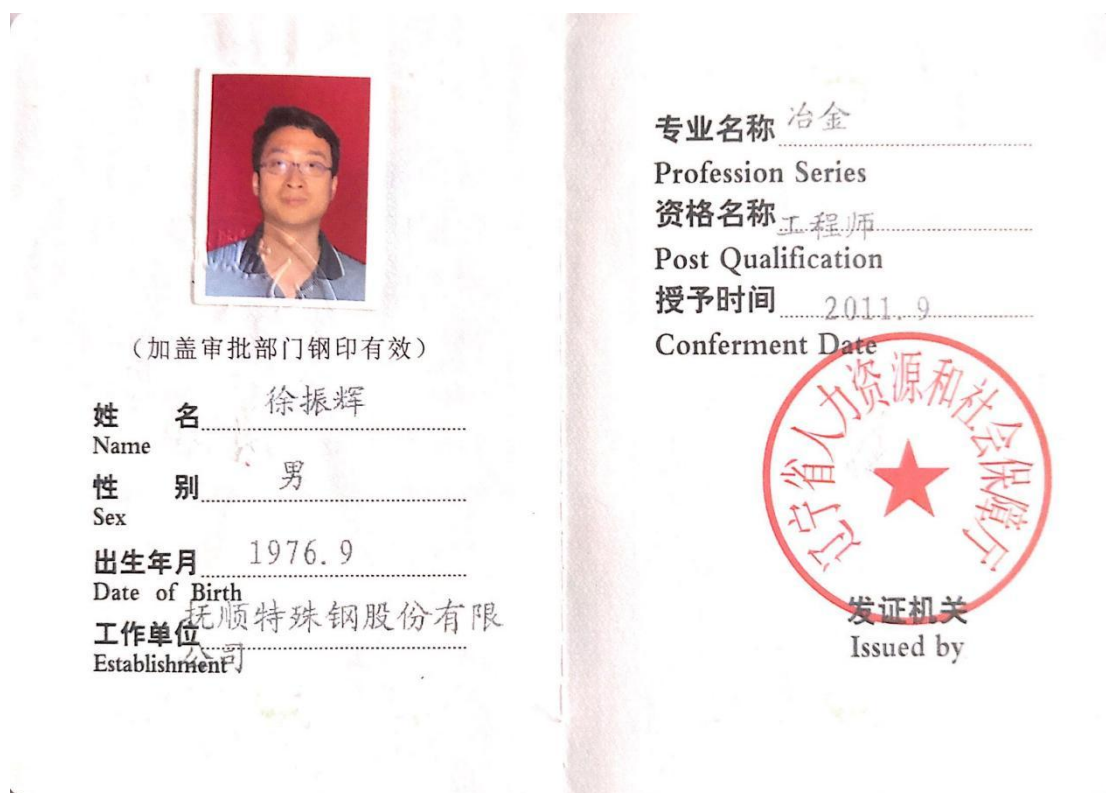 （加盖审批部门钢印有效）
姓 名 徐振辉
Name
性 别 男
Sex
出生年月 1976.9
Date of Birth
工作单位 抚顺特殊钢股份有限
公司
Establishment
专业名称 冶金
Profession Series
资格名称 工程师
Post Qualification
授予时间 2011.9
Conferment Date
辽宁省人力资源和社会保障厅
发证机关
Issued by